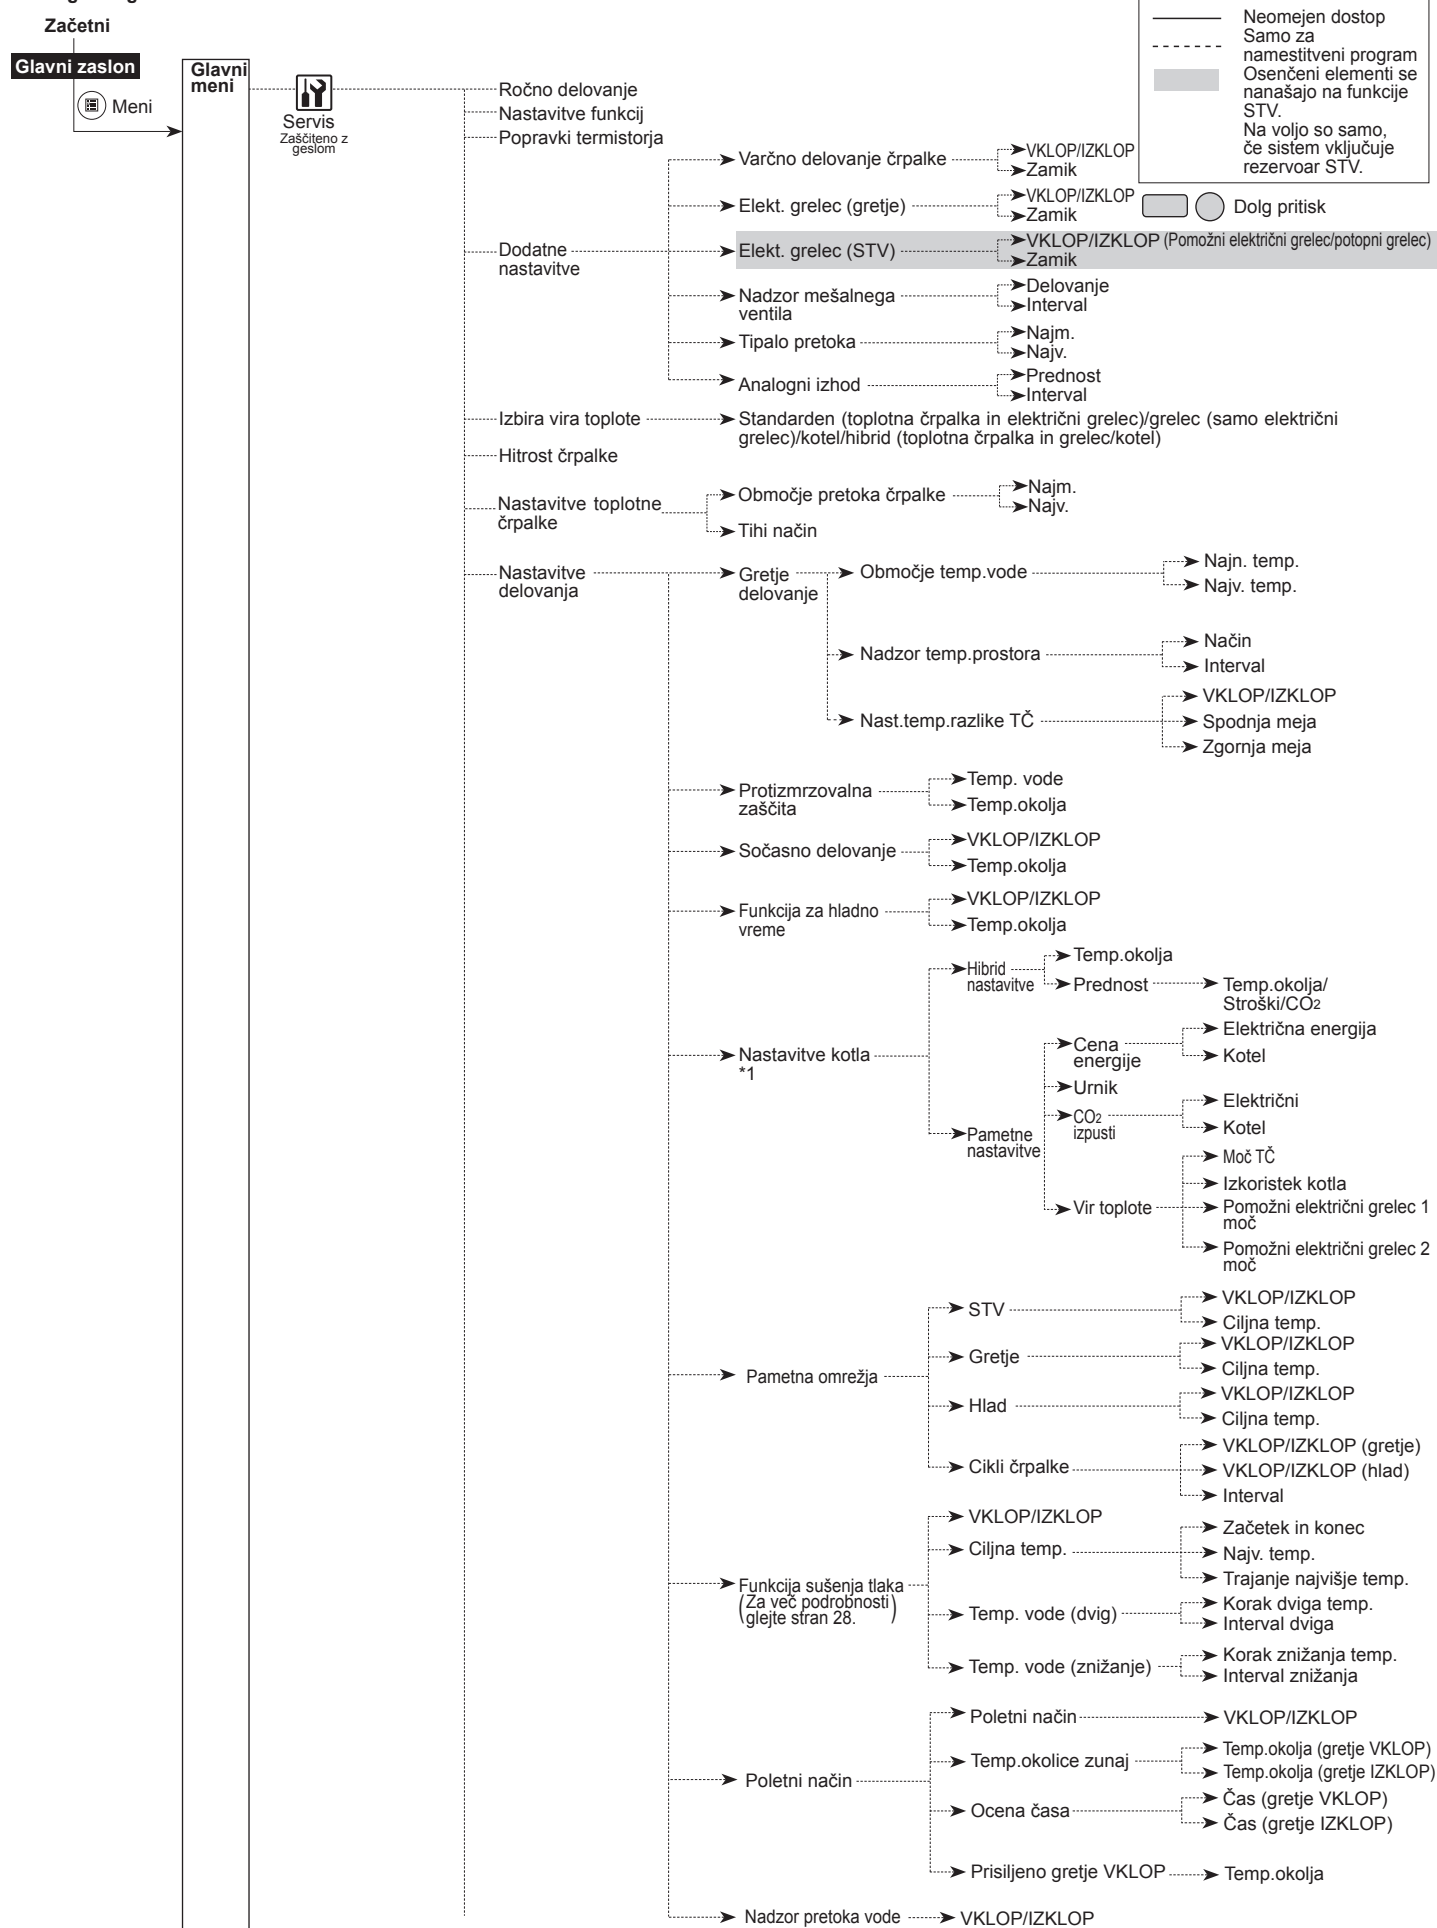 Začetni
Glavni zaslon
Meni
Glavni
meni
Servis
Zaščiteno z
geslom
Neomejen dostop
Samo za
namestitveni program
Osenčeni elementi se
nanašajo na funkcije
STV.
Na voljo so samo,
če sistem vključuje
rezervoar STV.
Dolg pritisk
Ročno delovanje
Nastavitve funkcij
Popravki termistorja
Dodatne
nastavitve
Varčno delovanje črpalke
VKLOP/IZKLOP
Zamik
Elekt. grelec (gretje)
VKLOP/IZKLOP
Zamik
Elekt. grelec (STV)
VKLOP/IZKLOP (Pomožni električni grelec/potopni grelec)
Zamik
Nadzor mešalnega
ventila
Delovanje
Interval
Tipalo pretoka
Najm.
Najv.
Analogni izhod
Prednost
Interval
Izbira vira toplote
Standarden (toplotna črpalka in električni grelec)/grelec (samo električni
grelec)/kotel/hibrid (toplotna črpalka in grelec/kotel)
Hitrost črpalke
Nastavitve toplotne
črpalke
Območje pretoka črpalke
Najm.
Najv.
Tihi način
Nastavitve
delovanja
Gretje
delovanje
Območje temp.vode
Najn. temp.
Najv. temp.
Nadzor temp.prostora
Način
Interval
Nast.temp.razlike TČ
VKLOP/IZKLOP
Spodnja meja
Zgornja meja
Protizmrzovalna
zaščita
Temp. vode
Temp.okolja
Sočasno delovanje
VKLOP/IZKLOP
Temp.okolja
Funkcija za hladno
vreme
VKLOP/IZKLOP
Temp.okolja
Nastavitve kotla
*1
Hibrid
nastavitve
Temp.okolja
Prednost
Temp.okolja/
Stroški/CO2
Pametne
nastavitve
Cena
energije
Električna energija
Kotel
Urnik
CO2
izpusti
Električni
Kotel
Vir toplote
Moč TČ
Izkoristek kotla
Pomožni električni grelec 1
moč
Pomožni električni grelec 2
moč
Pametna omrežja
STV
VKLOP/IZKLOP
Ciljna temp.
Gretje
VKLOP/IZKLOP
Ciljna temp.
Hlad
VKLOP/IZKLOP
Ciljna temp.
Cikli črpalke
VKLOP/IZKLOP (gretje)
VKLOP/IZKLOP (hlad)
Interval
Funkcija sušenja tlaka
(Za več podrobnosti
glejte stran 28.)
VKLOP/IZKLOP
Ciljna temp.
Začetek in konec
Najv. temp.
Trajanje najvišje temp.
Temp. vode (dvig)
Korak dviga temp.
Interval dviga
Temp. vode (znižanje)
Korak znižanja temp.
Interval znižanja
Poletni način
Poletni način
VKLOP/IZKLOP
Temp.okolice zunaj
Temp.okolja (gretje VKLOP)
Temp.okolja (gretje IZKLOP)
Ocena časa
Čas (gretje VKLOP)
Čas (gretje IZKLOP)
Prisiljeno gretje VKLOP
Temp.okolja
Nadzor pretoka vode
VKLOP/IZKLOP